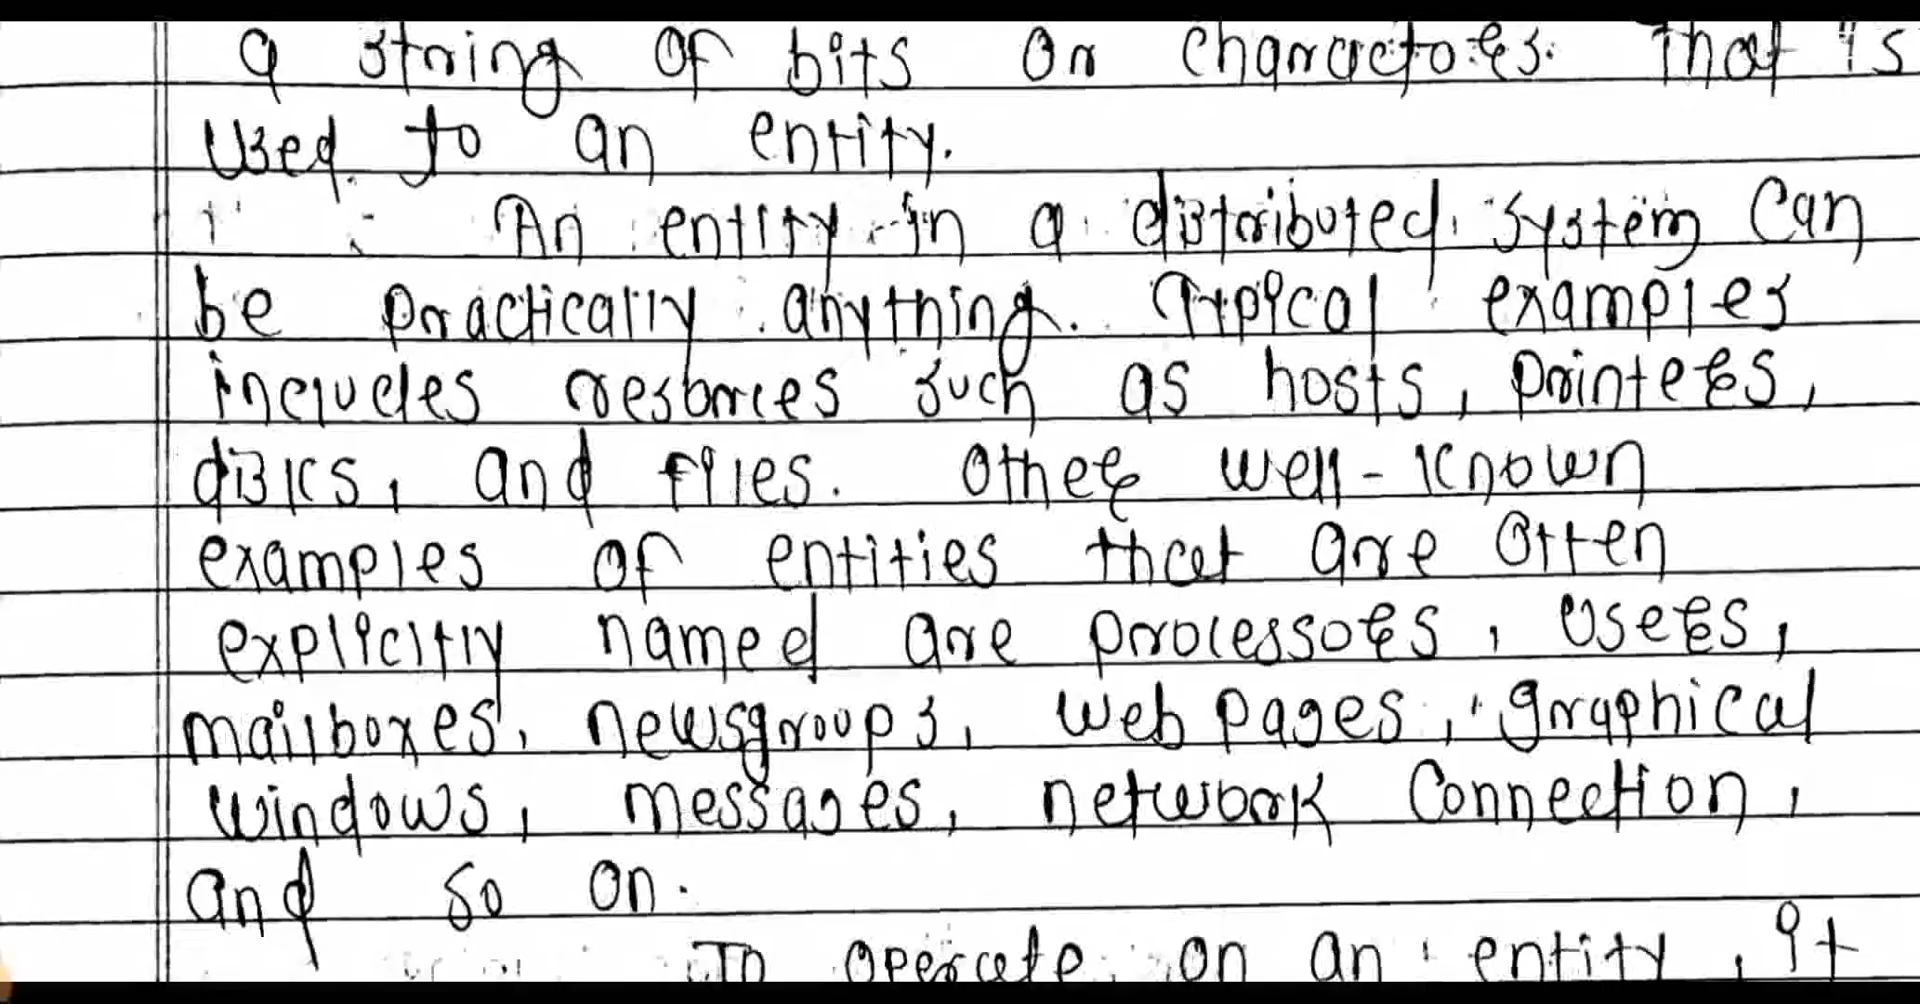 a string of bits or characters that is
used to an entity.
An entity in a distributed system can
be practically anything. Typical examples
includes resources such as hosts, printers,
disks, and files. Other well-known
examples of entities that are often
explicitly named are processors, users,
mailboxes, newsgroups, web pages, graphical
windows, messages, network connection,
and so on.
To operate on an entity, it